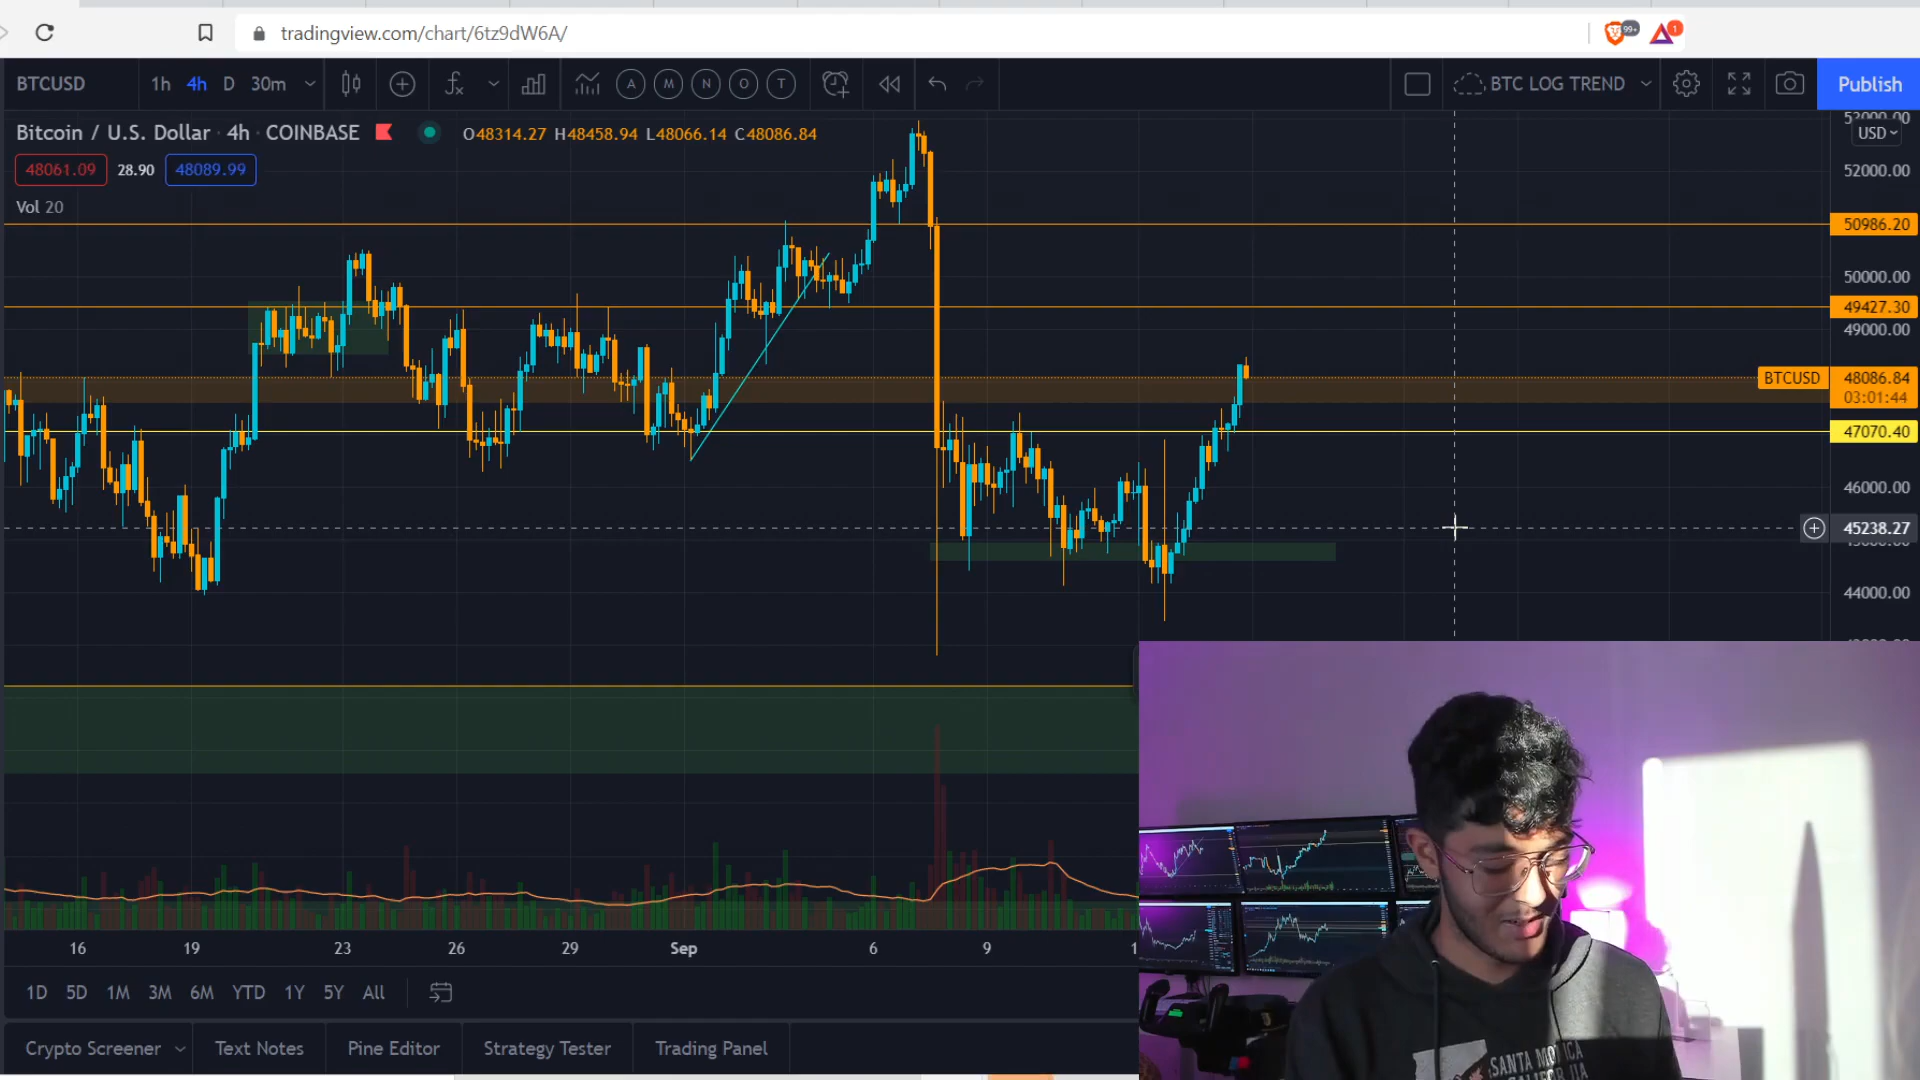 tradingview.com/chart/6tz9dW6A/
99+
1
BTCUSD 1h 4h D 30m
A M N O T
BTC LOG TREND
Publish
Bitcoin / U.S. Dollar · 4h · COINBASE
O48314.27 H48458.94 L48066.14 C48086.84
48061.09 28.90 48089.99
Vol 20
USD
52000.00
50986.20
50000.00
49427.30
49000.00
BTCUSD 48086.84
03:01:44
47070.40
46000.00
45238.27
44000.00
16 19 23 26 29 Sep 6 9
1D 5D 1M 3M 6M YTD 1Y 5Y All
Crypto Screener Text Notes Pine Editor Strategy Tester Trading Panel
SANTA MONICA